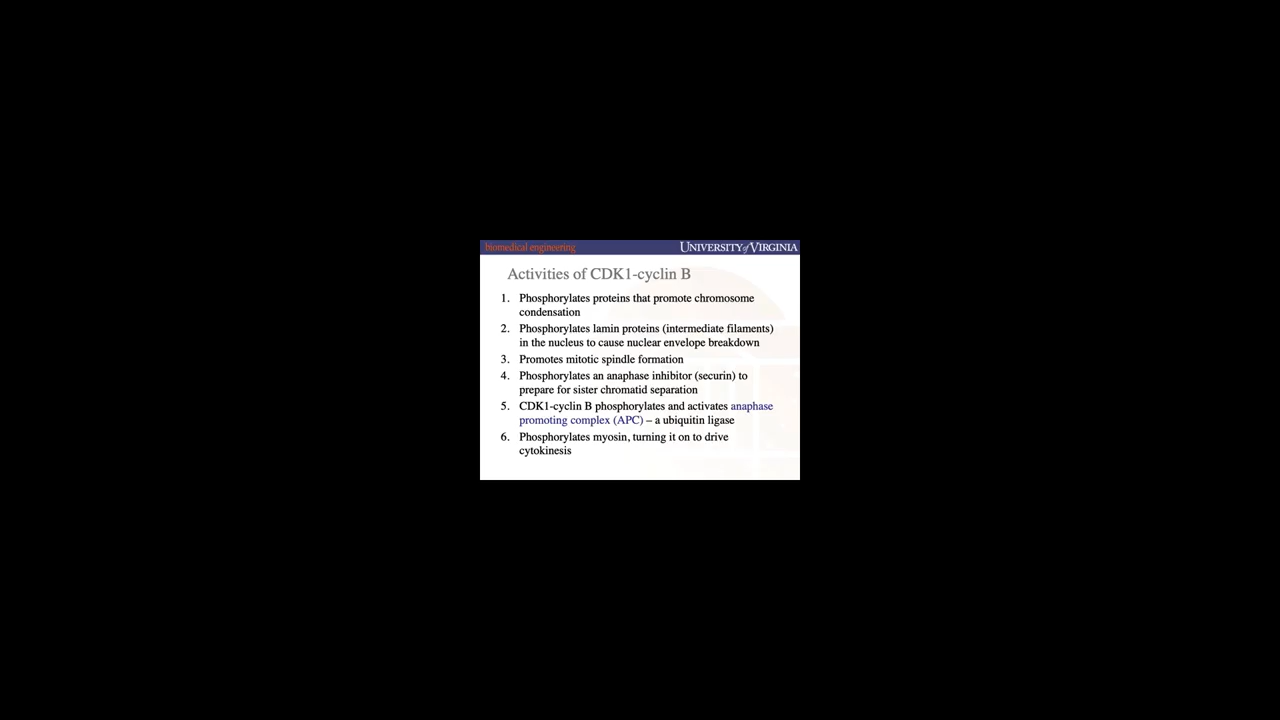 biomedical engineering
UNIVERSITY of VIRGINIA
Activities of CDK1-cyclin B
1. Phosphorylates proteins that promote chromosome
condensation
2. Phosphorylates lamin proteins (intermediate filaments)
in the nucleus to cause nuclear envelope breakdown
3. Promotes mitotic spindle formation
4. Phosphorylates an anaphase inhibitor (securin) to
prepare for sister chromatid separation
5. CDK1-cyclin B phosphorylates and activates anaphase
promoting complex (APC) – a ubiquitin ligase
6. Phosphorylates myosin, turning it on to drive
cytokinesis